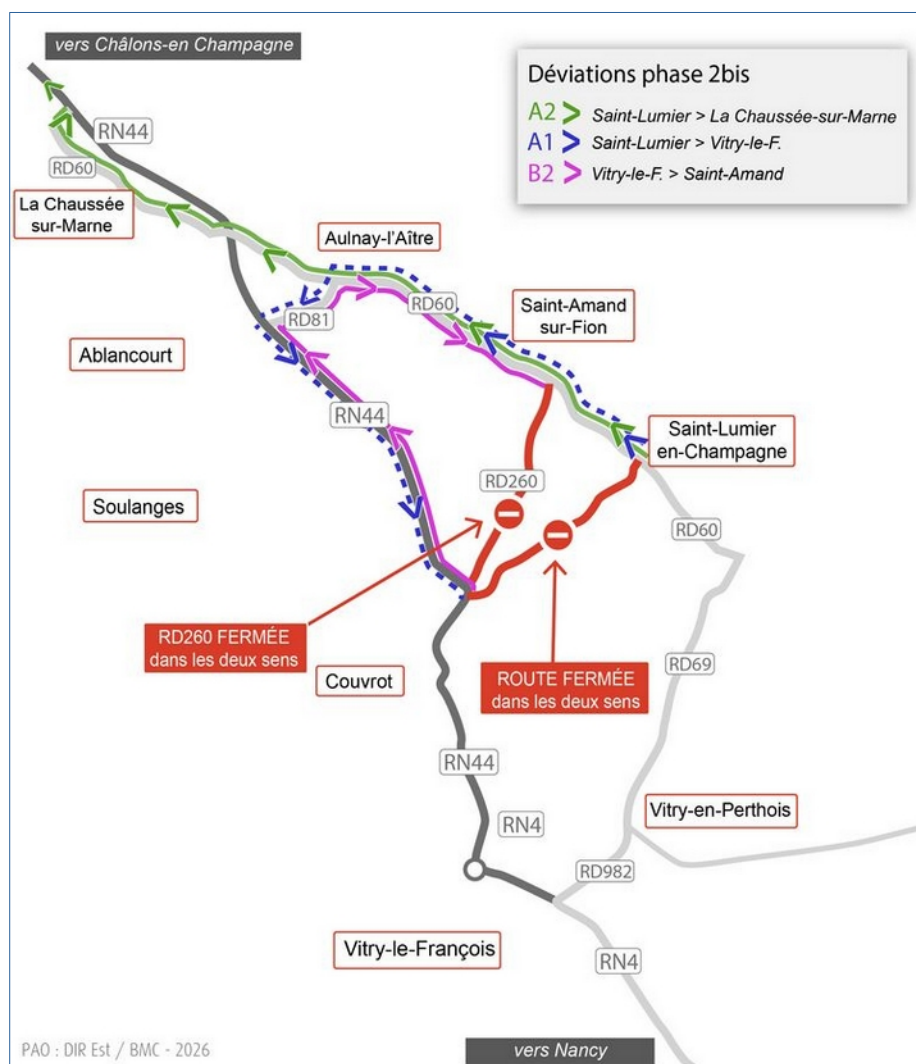 vers Châlons-en Champagne
Déviations phase 2bis
A2 > Saint-Lumier > La Chaussée-sur-Marne
A1 > Saint-Lumier > Vitry-le-F.
B2 > Vitry-le-F. > Saint-Amand
RN44
RD60
La Chaussée
sur-Marne
Aulnay-l'Aître
RD81
RD60
Saint-Amand
sur-Fion
Ablancourt
RN44
Saint-Lumier
en-Champagne
RD260
Soulanges
RD60
RD260 FERMÉE
dans les deux sens
ROUTE FERMÉE
dans les deux sens
RD69
Couvrot
RN44
RN4
Vitry-en-Perthois
RD982
Vitry-le-François
RN4
PAO : DIR Est / BMC - 2026
vers Nancy